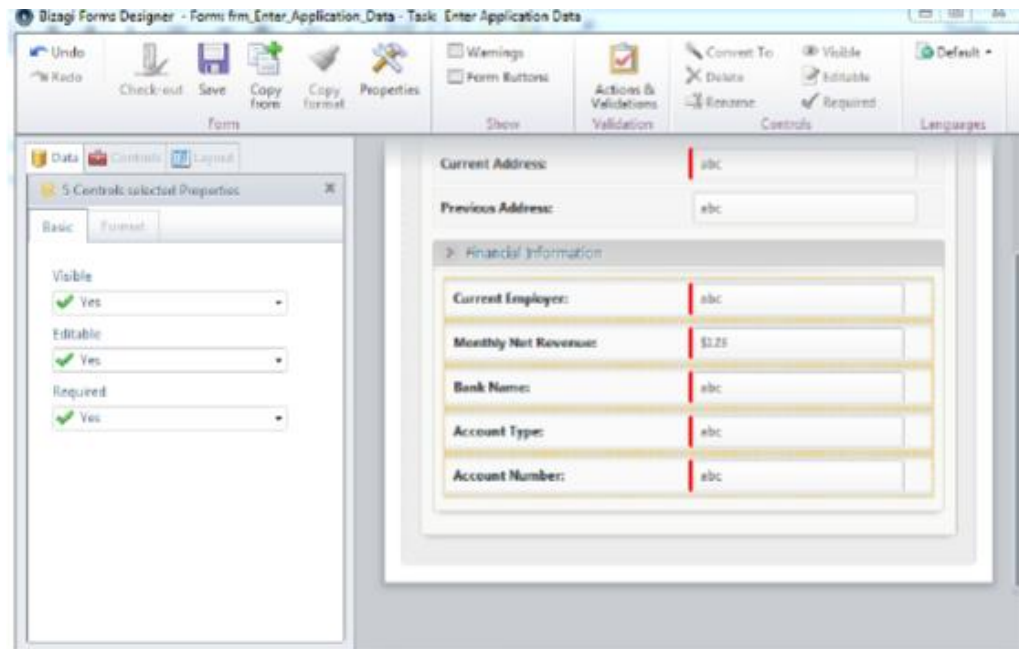 Bizagi Forms Designer - Form: frm_Enter_Application_Data - Task: Enter Application Data
Undo
Redo
Check-out
Save
Copy from
Copy format
Properties
Form
Warnings
Form Buttons
Show
Actions & Validations
Validation
Convert To
Delete
Rename
Visible
Editable
Required
Controls
Default
Languages
Data
Controls
Layout
5 Controls selected Properties
Basic
Format
Visible
Yes
Editable
Yes
Required
Yes
Current Address:
abc
Previous Address:
abc
Financial Information
Current Employer:
abc
Monthly Net Revenue:
Bank Name:
abc
Account Type:
abc
Account Number:
abc